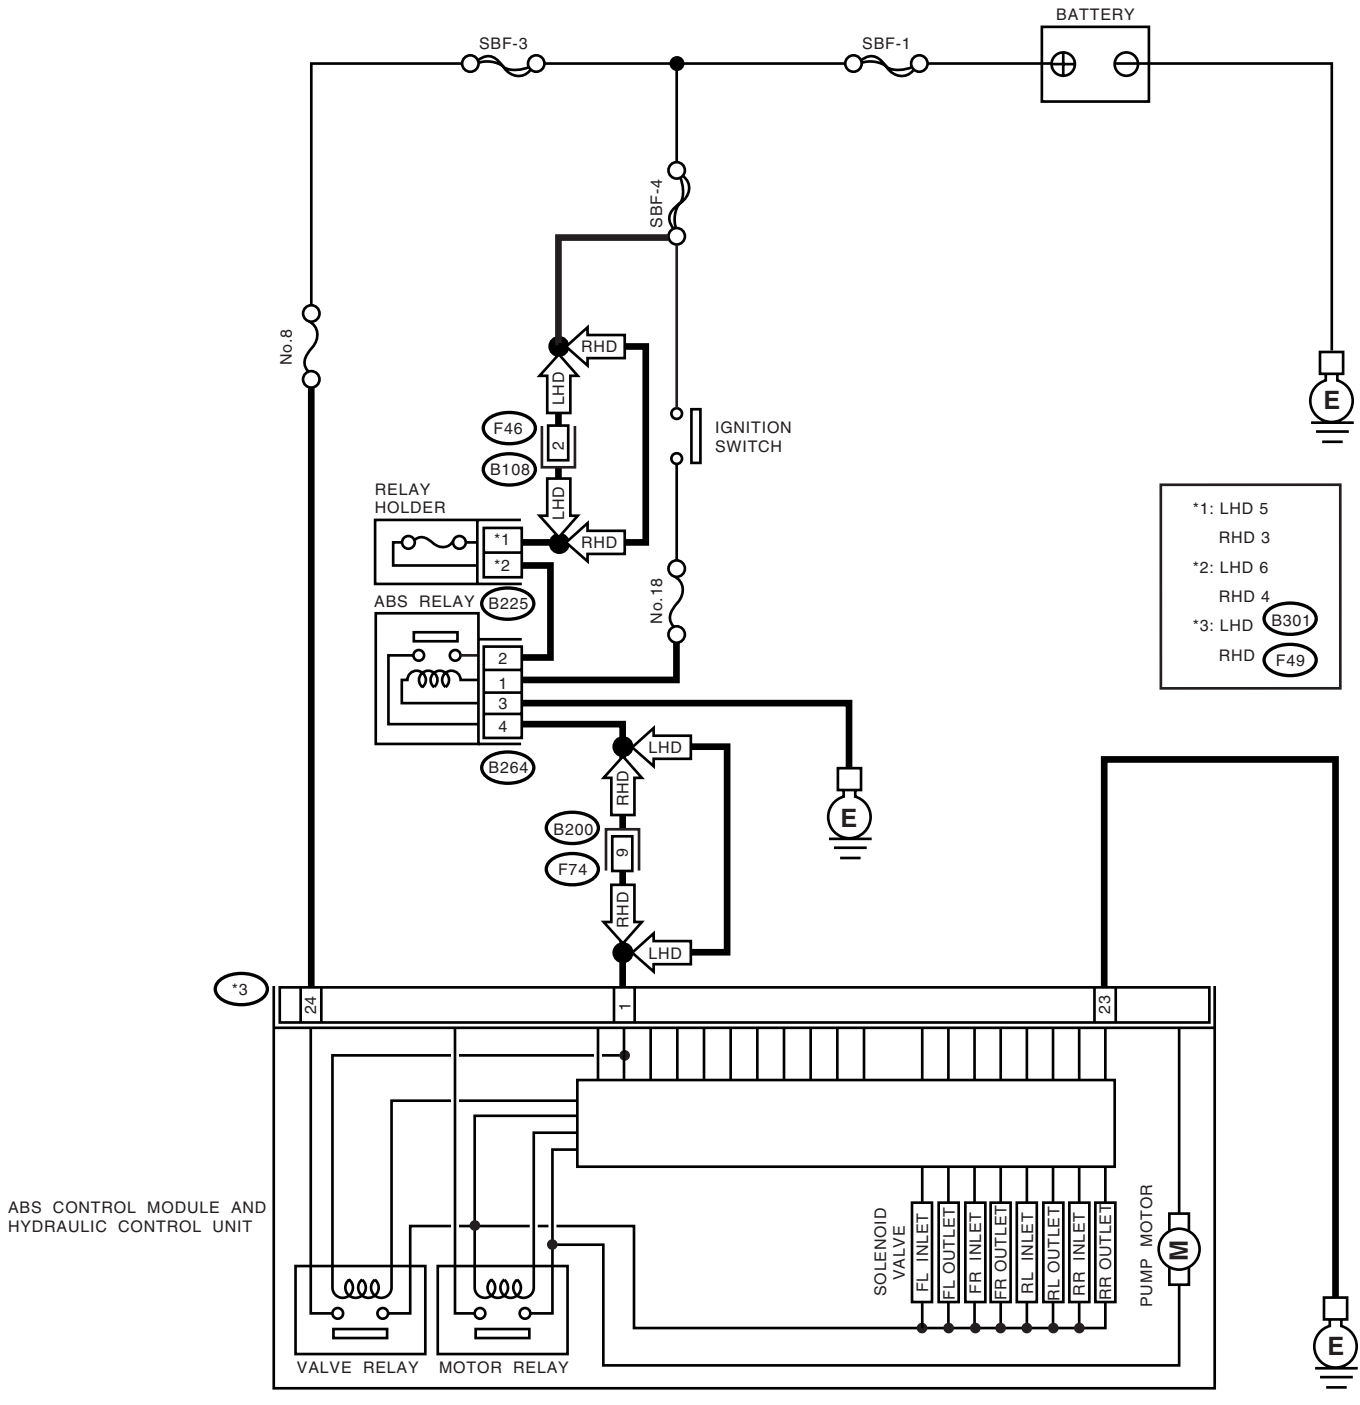 BATTERY
SBF-3
SBF-1
SBF-4
No.8
RHD
LHD
F46
2
B108
LHD
RHD
IGNITION
SWITCH
E
RELAY
HOLDER
*1
*2
B225
No.18
ABS RELAY
2
1
3
4
B264
*1: LHD 5
RHD 3
*2: LHD 6
RHD 4
*3: LHD B301
RHD F49
LHD
RHD
B200
9
F74
RHD
LHD
E
*3
24
1
23
ABS CONTROL MODULE AND
HYDRAULIC CONTROL UNIT
SOLENOID
VALVE
FL INLET
FL OUTLET
FR INLET
FR OUTLET
RL INLET
RL OUTLET
RR INLET
RR OUTLET
PUMP MOTOR
M
E
VALVE RELAY
MOTOR RELAY